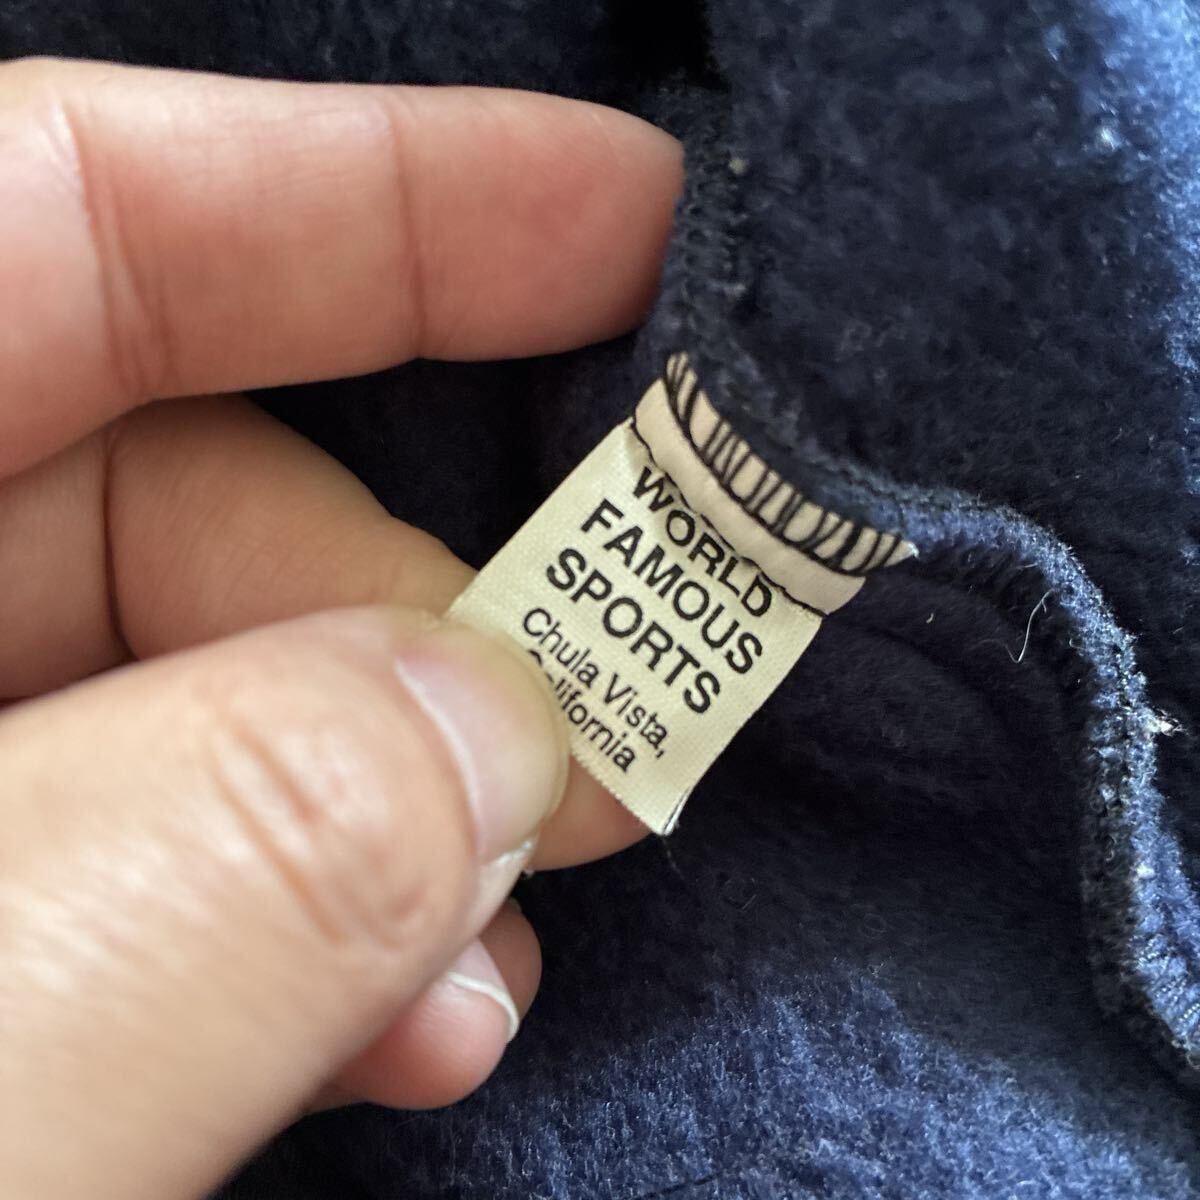 WORLD
FAMOUS
SPORTS
Chula Vista,
California